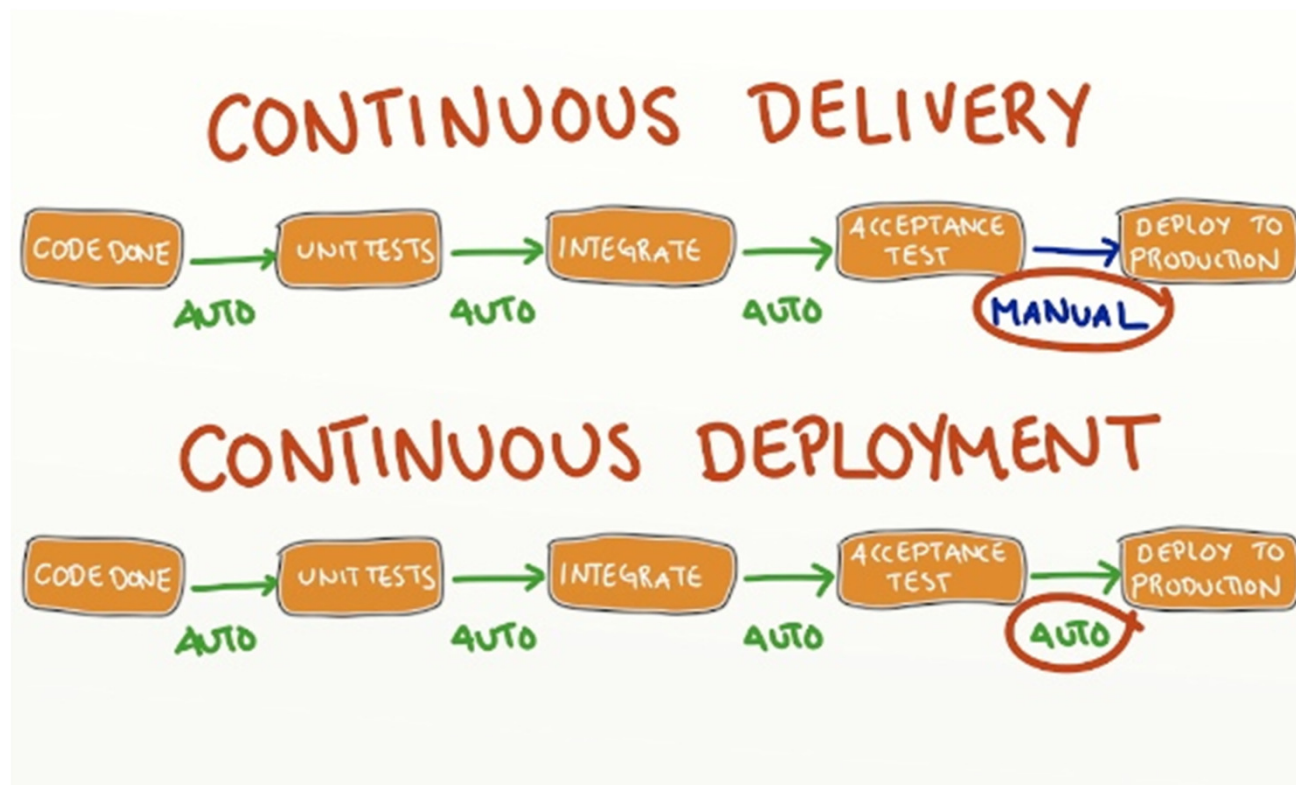 CONTINUOUS DELIVERY
CODE DONE
UNIT TESTS
INTEGRATE
ACCEPTANCE
TEST
DEPLOY TO
PRODUCTION
AUTO
AUTO
AUTO
MANUAL
CONTINUOUS DEPLOYMENT
CODE DONE
UNIT TESTS
INTEGRATE
ACCEPTANCE
TEST
DEPLOY TO
PRODUCTION
AUTO
AUTO
AUTO
AUTO